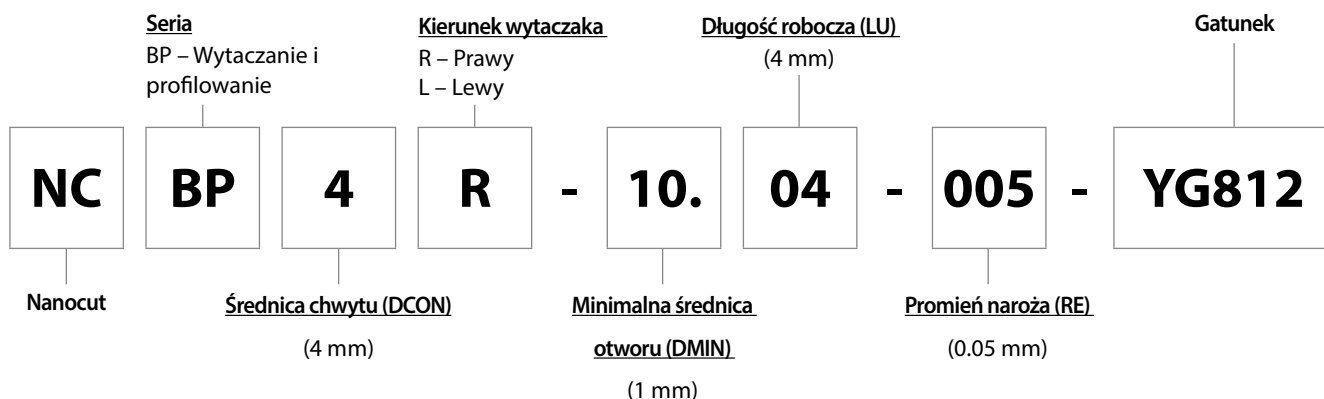 Seria
BP – Wytaczanie i
profilowanie
Kierunek wytaczaka
R – Prawy
L – Lewy
Długość robocza (LU)
(4 mm)
Gatunek
NC BP 4 R - 10. 04 - 005 - YG812
Nanocut
Średnica chwytu (DCON)
(4 mm)
Minimalna średnica
otworu (DMIN)
(1 mm)
Promień naroża (RE)
(0.05 mm)